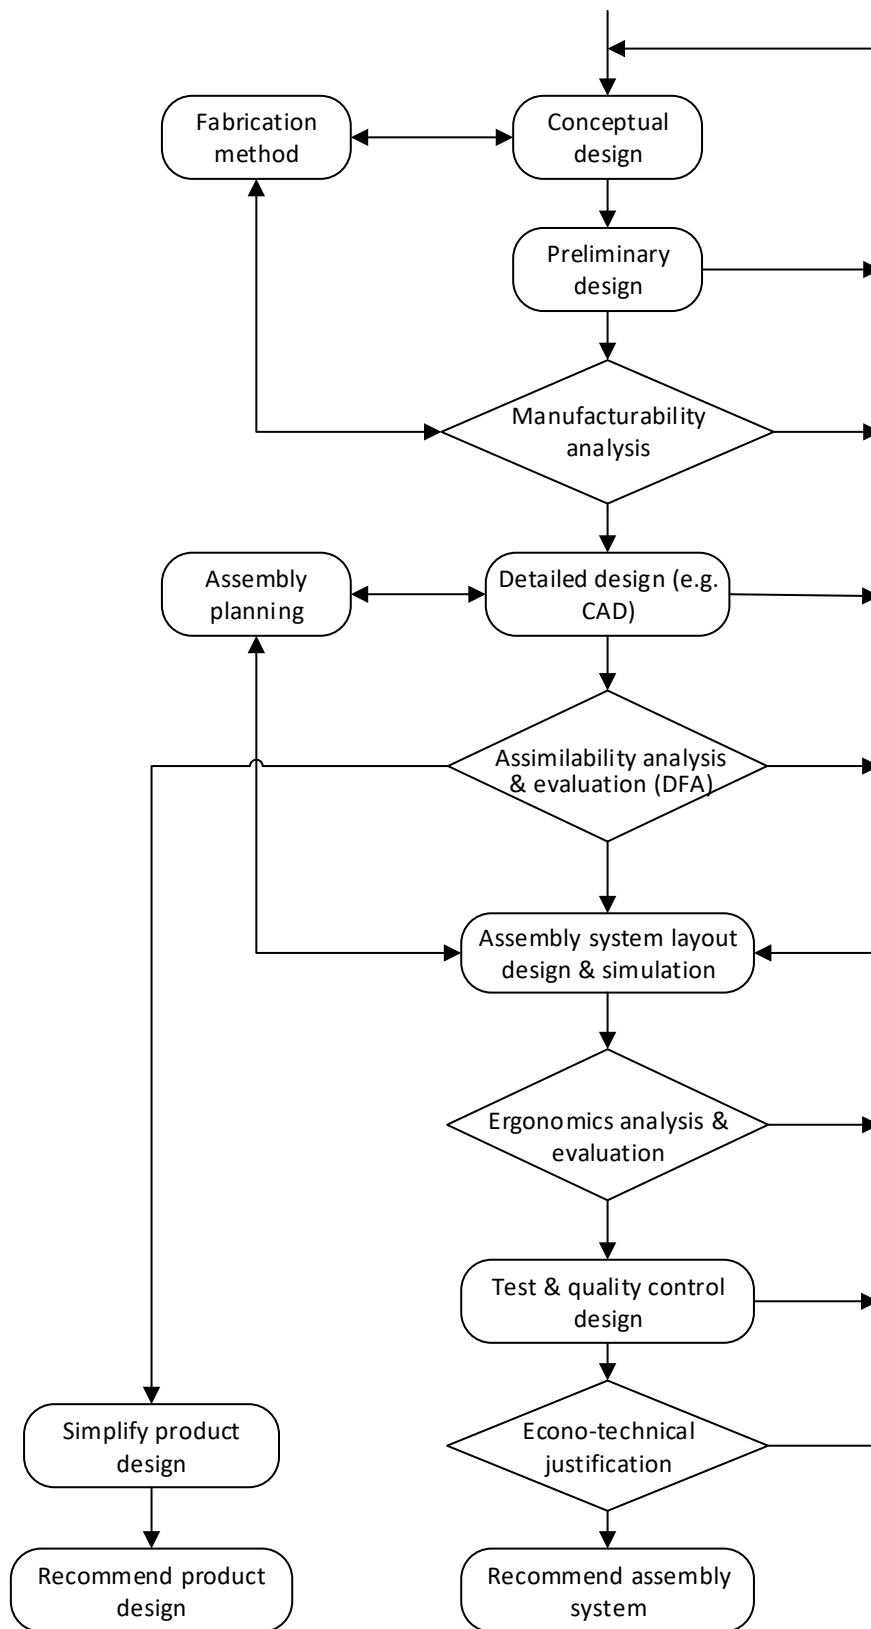 Fabrication
method
Conceptual
design
Preliminary
design
Manufacturability
analysis
Assembly
planning
Detailed design (e.g.
CAD)
Assimilability analysis
& evaluation (DFA)
Assembly system layout
design & simulation
Ergonomics analysis &
evaluation
Test & quality control
design
Simplify product
design
Econo-technical
justification
Recommend product
design
Recommend assembly
system